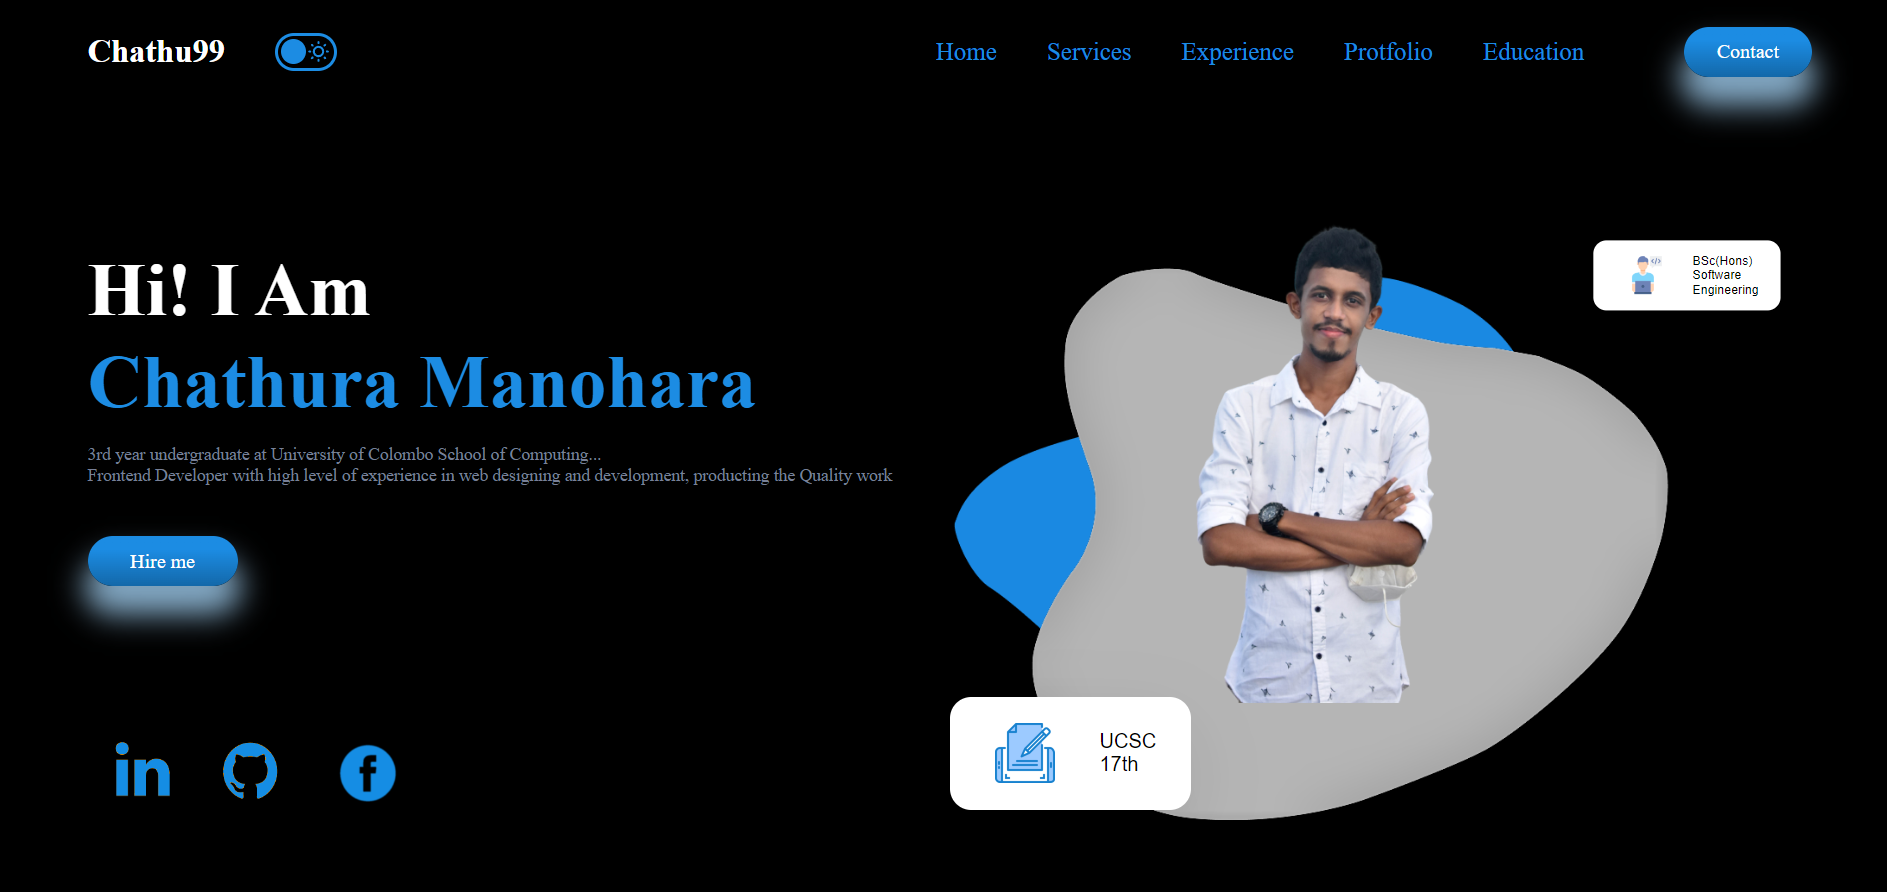 Chathu99
Home Services Experience Protfolio Education Contact
Hi! I Am
Chathura Manohara
3rd year undergraduate at University of Colombo School of Computing...
Frontend Developer with high level of experience in web designing and development, producting the Quality work
Hire me
BSc(Hons)
Software
Engineering
UCSC
17th